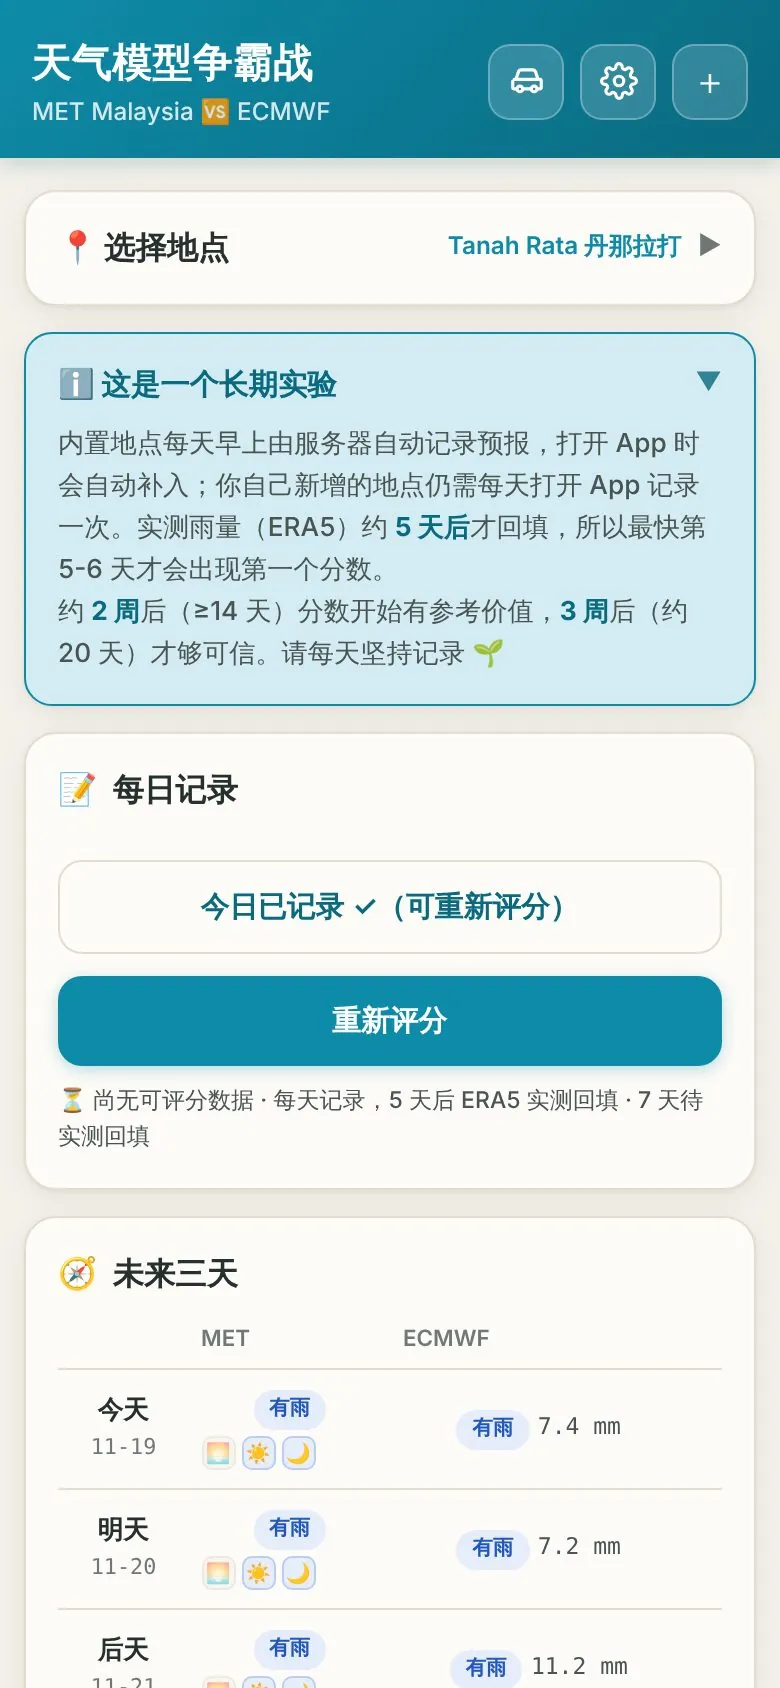 天气模型争霸战
MET Malaysia 🆚 ECMWF
+
📍 选择地点
Tanah Rata 丹那拉打 ▶
ℹ️ 这是一个长期实验 ▼
内置地点每天早上由服务器自动记录预报，打开 App 时
会自动补入；你自己新增的地点仍需每天打开 App 记录
一次。实测雨量（ERA5）约 5 天后才回填，所以最快第
5-6 天才会出现第一个分数。
约 2 周后（≥14 天）分数开始有参考价值，3 周后（约
20 天）才够可信。请每天坚持记录 🌱
📝 每日记录
今日已记录 ✓（可重新评分）
重新评分
⏳ 尚无可评分数据 · 每天记录，5 天后 ERA5 实测回填 · 7 天待
实测回填
🧭 未来三天
MET ECMWF
今天 有雨 有雨 7.4 mm
11-19
明天 有雨 有雨 7.2 mm
11-20
后天 有雨 有雨 11.2 mm
11-21